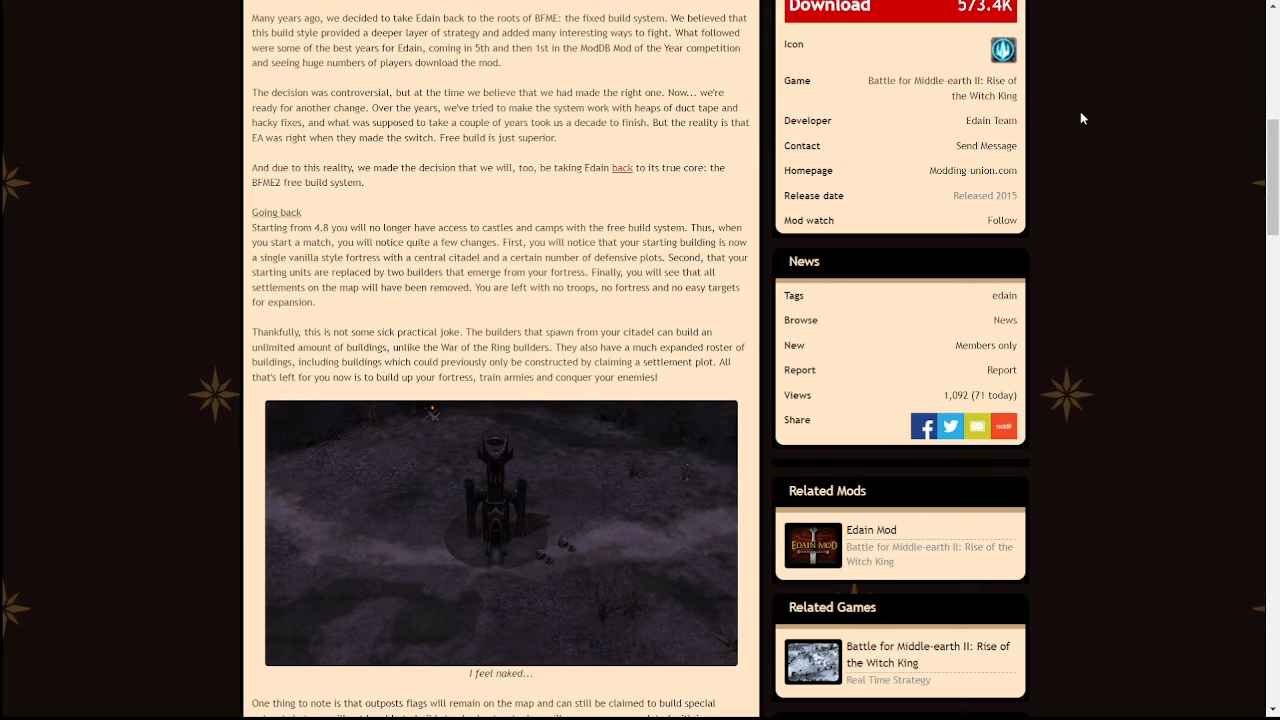 Many years ago, we decided to take Edain back to the roots of BFME: the fixed build system. We believed that
this build style provided a deeper layer of strategy and added many interesting ways to fight. What followed
were some of the best years for Edain, coming in 5th and then 1st in the ModDB Mod of the Year competition
and seeing huge numbers of players download the mod.
The decision was controversial, but at the time we believe that we had made the right one. Now... we're
ready for another change. Over the years, we've tried to make the system work with heaps of duct tape and
hacky fixes, and what was supposed to take a couple of years took us a decade to finish. But the reality is that
EA was right when they made the switch. Free build is just superior.
And due to this reality, we made the decision that we will, too, be taking Edain back to its true core: the
BFME2 free build system.
Going back
Starting from 4.8 you will no longer have access to castles and camps with the free build system. Thus, when
you start a match, you will notice quite a few changes. First, you will notice that your starting building is now
a single vanilla style fortress with a central citadel and a certain number of defensive plots. Second, that your
starting units are replaced by two builders that emerge from your fortress. Finally, you will see that all
settlements on the map will have been removed. You are left with no troops, no fortress and no easy targets
for expansion.
Thankfully, this is not some sick practical joke. The builders that spawn from your citadel can build an
unlimited amount of buildings, unlike the War of the Ring builders. They also have a much expanded roster of
buildings, including buildings which could previously only be constructed by claiming a settlement plot. All
that's left for you now is to build up your fortress, train armies and conquer your enemies!
I feel naked...
One thing to note is that outposts flags will remain on the map and can still be claimed to build special
Download 573.4K
Icon
Game Battle for Middle-earth II: Rise of
the Witch King
Developer Edain Team
Contact Send Message
Homepage Modding-union.com
Release date Released 2015
Mod watch Follow
News
Tags edain
Browse News
New Members only
Report Report
Views 1,092 (71 today)
Share reddit
Related Mods
EDAIN MOD
Edain Mod
Battle for Middle-earth II: Rise of the
Witch King
Related Games
Battle for Middle-earth II: Rise of
the Witch King
Real Time Strategy